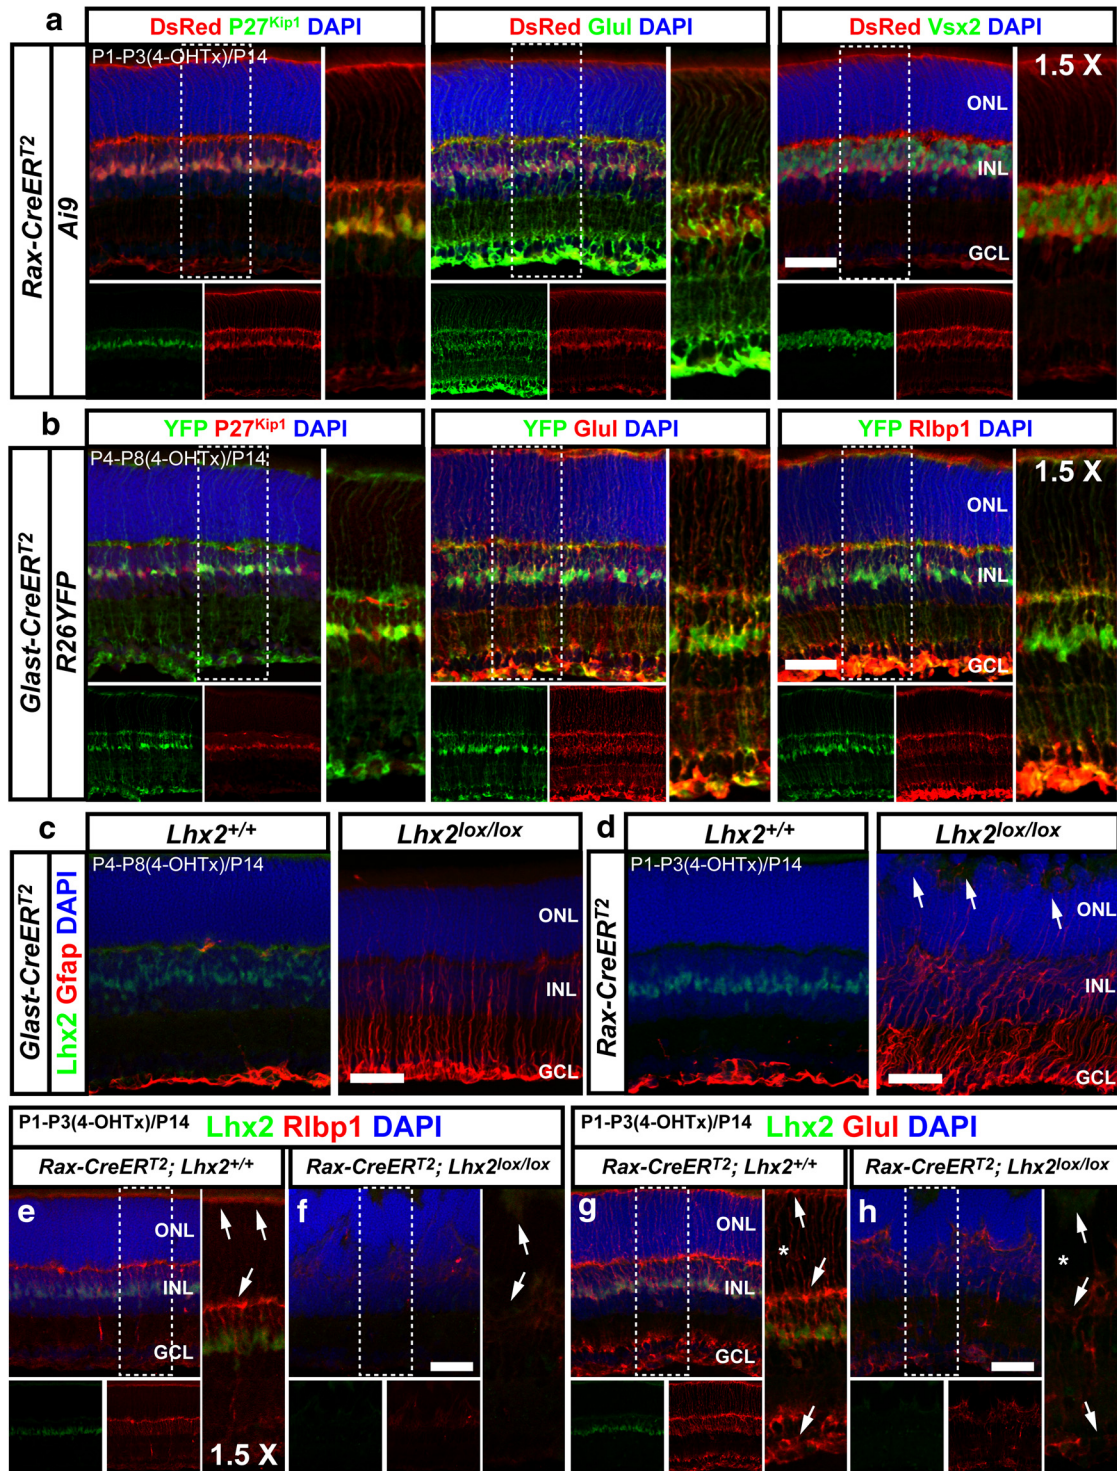 a
DsRed P27Kip1 DAPI
DsRed Glul DAPI
DsRed Vsx2 DAPI
Rax-CreERT2
Ai9
P1-P3(4-OHTx)/P14
1.5 X
ONL
INL
GCL
b
YFP P27Kip1 DAPI
YFP Glul DAPI
YFP Rlbp1 DAPI
Glast-CreERT2
R26YFP
P4-P8(4-OHTx)/P14
1.5 X
ONL
INL
GCL
c
Lhx2+/+
Lhx2lox/lox
Glast-CreERT2
Lhx2 Gfap DAPI
P4-P8(4-OHTx)/P14
ONL
INL
GCL
d
Lhx2+/+
Lhx2lox/lox
Rax-CreERT2
P1-P3(4-OHTx)/P14
ONL
INL
GCL
P1-P3(4-OHTx)/P14 Lhx2 Rlbp1 DAPI
Rax-CreERT2; Lhx2+/+
Rax-CreERT2; Lhx2lox/lox
e
ONL
INL
GCL
1.5 X
f
P1-P3(4-OHTx)/P14 Lhx2 Glul DAPI
Rax-CreERT2; Lhx2+/+
Rax-CreERT2; Lhx2lox/lox
g
ONL
INL
GCL
*
h
*